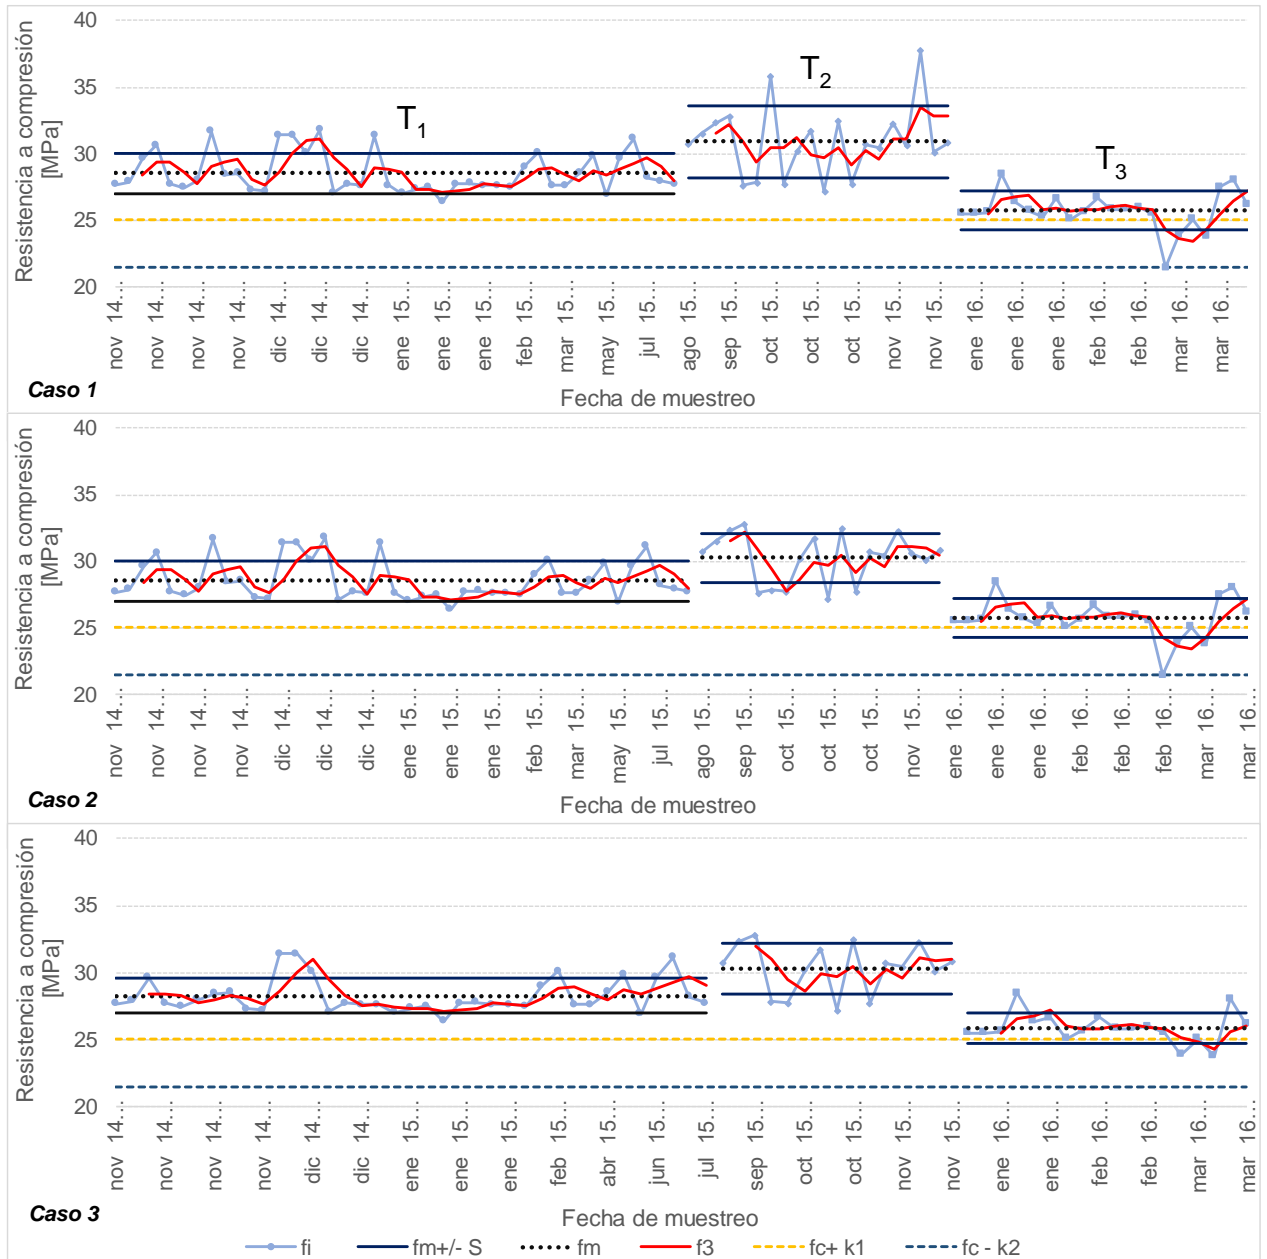 Resistencia a compresión
[MPa]
40
35
30
25
20
T1
T2
T3
nov 14…
nov 14…
nov 14…
nov 14…
dic 14…
dic 14…
dic 14…
ene 15…
ene 15…
ene 15…
feb 15…
mar 15…
may 15…
jul 15…
ago 15…
sep 15…
oct 15…
oct 15…
oct 15…
nov 15…
nov 15…
ene 16…
ene 16…
ene 16…
feb 16…
feb 16…
mar 16…
mar 16…
Caso 1
Fecha de muestreo
Resistencia a compresión
[MPa]
40
35
30
25
20
nov 14…
nov 14…
nov 14…
nov 14…
dic 14…
dic 14…
dic 14…
ene 15…
ene 15…
ene 15…
feb 15…
mar 15…
may 15…
jul 15…
ago 15…
sep 15…
oct 15…
oct 15…
oct 15…
nov 15…
ene 16…
ene 16…
ene 16…
feb 16…
feb 16…
feb 16…
mar 16…
mar 16…
Caso 2
Fecha de muestreo
Resistencia a compresión
[MPa]
40
35
30
25
20
nov 14…
nov 14…
nov 14…
nov 14…
dic 14…
dic 14…
ene 15…
ene 15…
ene 15…
feb 15…
abr 15…
jun 15…
jul 15…
sep 15…
oct 15…
oct 15…
nov 15…
nov 15…
ene 16…
ene 16…
feb 16…
feb 16…
mar 16…
mar 16…
Caso 3
Fecha de muestreo
fi
fm+/- S
fm
f3
fc+ k1
fc - k2